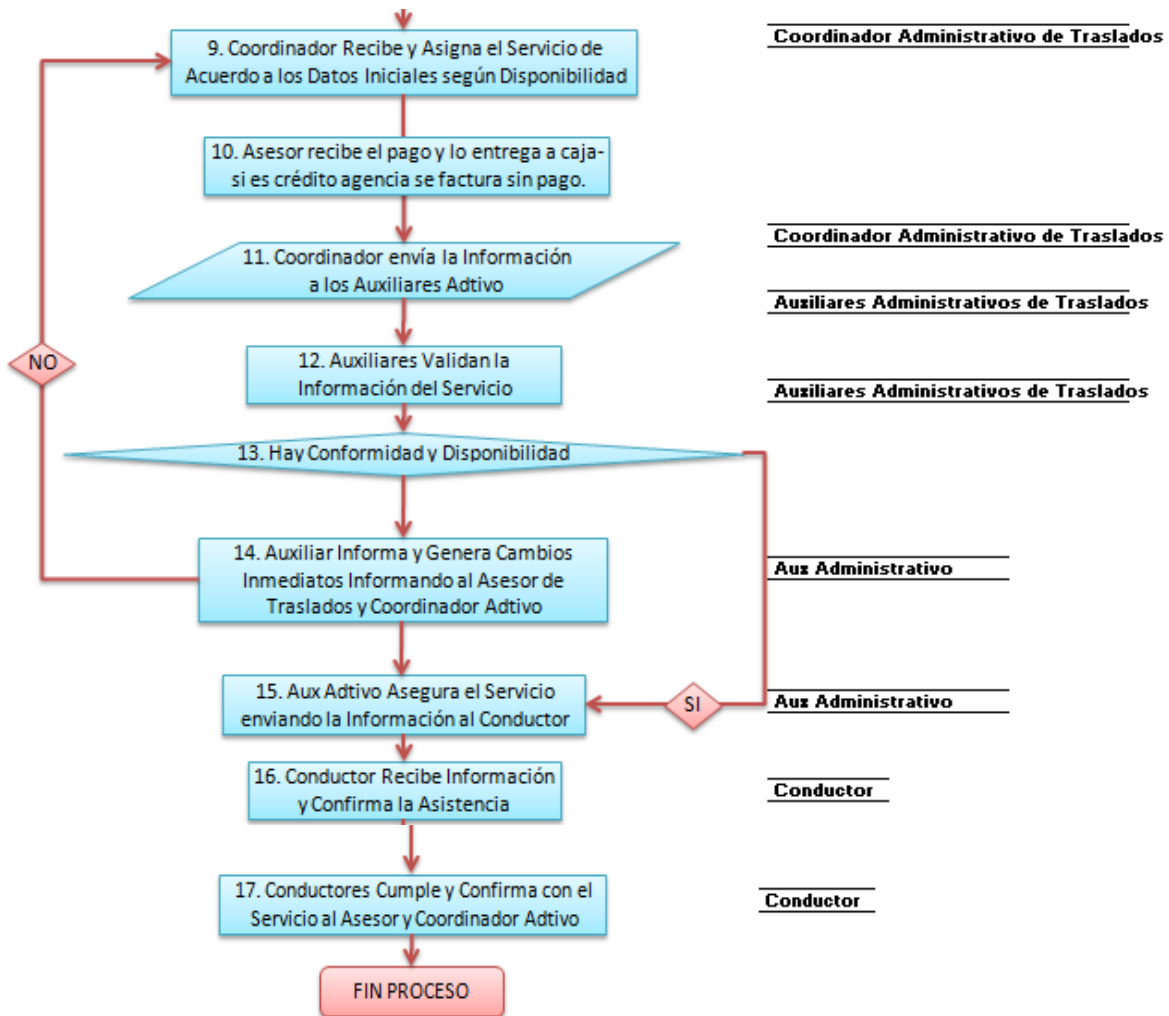 9. Coordinador Recibe y Asigna el Servicio de
Acuerdo a los Datos Iniciales según Disponibilidad
Coordinador Administrativo de Traslados
10. Asesor recibe el pago y lo entrega a caja-
si es crédito agencia se factura sin pago.
11. Coordinador envía la Información
a los Auxiliares Adtivo
Coordinador Administrativo de Traslados
Auxiliares Administrativos de Traslados
12. Auxiliares Validan la
Información del Servicio
NO
Auxiliares Administrativos de Traslados
13. Hay Conformidad y Disponibilidad
14. Auxiliar Informa y Genera Cambios
Inmediatos Informando al Asesor de
Traslados y Coordinador Adtivo
Aux Administrativo
15. Aux Adtivo Asegura el Servicio
enviando la Información al Conductor
SI
Aux Administrativo
16. Conductor Recibe Información
y Confirma la Asistencia
Conductor
17. Conductores Cumple y Confirma con el
Servicio al Asesor y Coordinador Adtivo
Conductor
FIN PROCESO